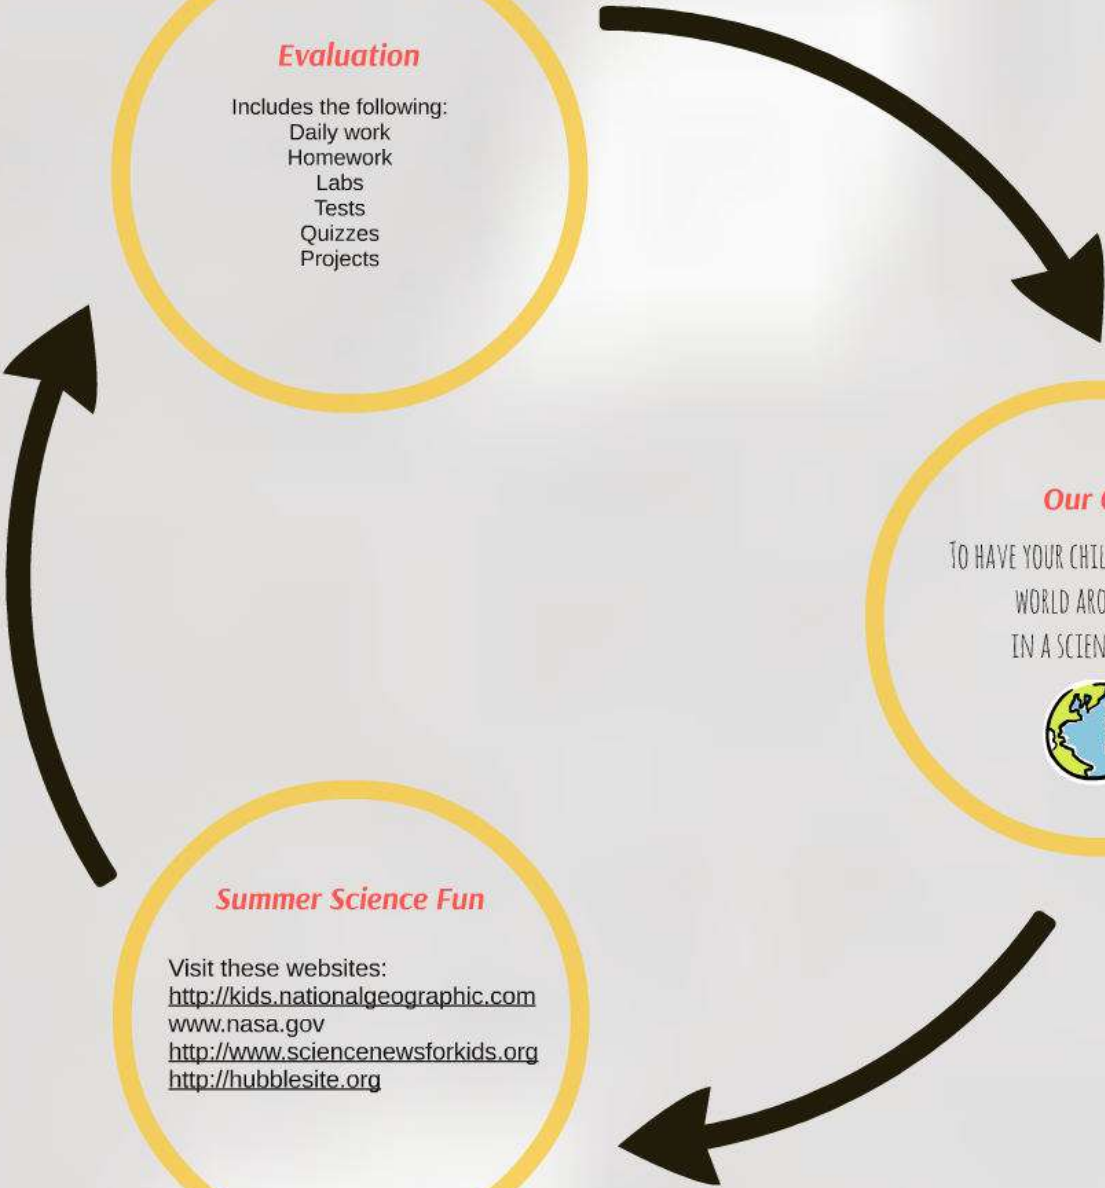 Evaluation
Includes the following:
Daily work
Homework
Labs
Tests
Quizzes
Projects
Our
To have your
world
in a
Summer Science Fun
Visit these websites:
http://kids.nationalgeographic.com
www.nasa.gov
http://www.sciencenewsforkids.org
http://hubblesite.org